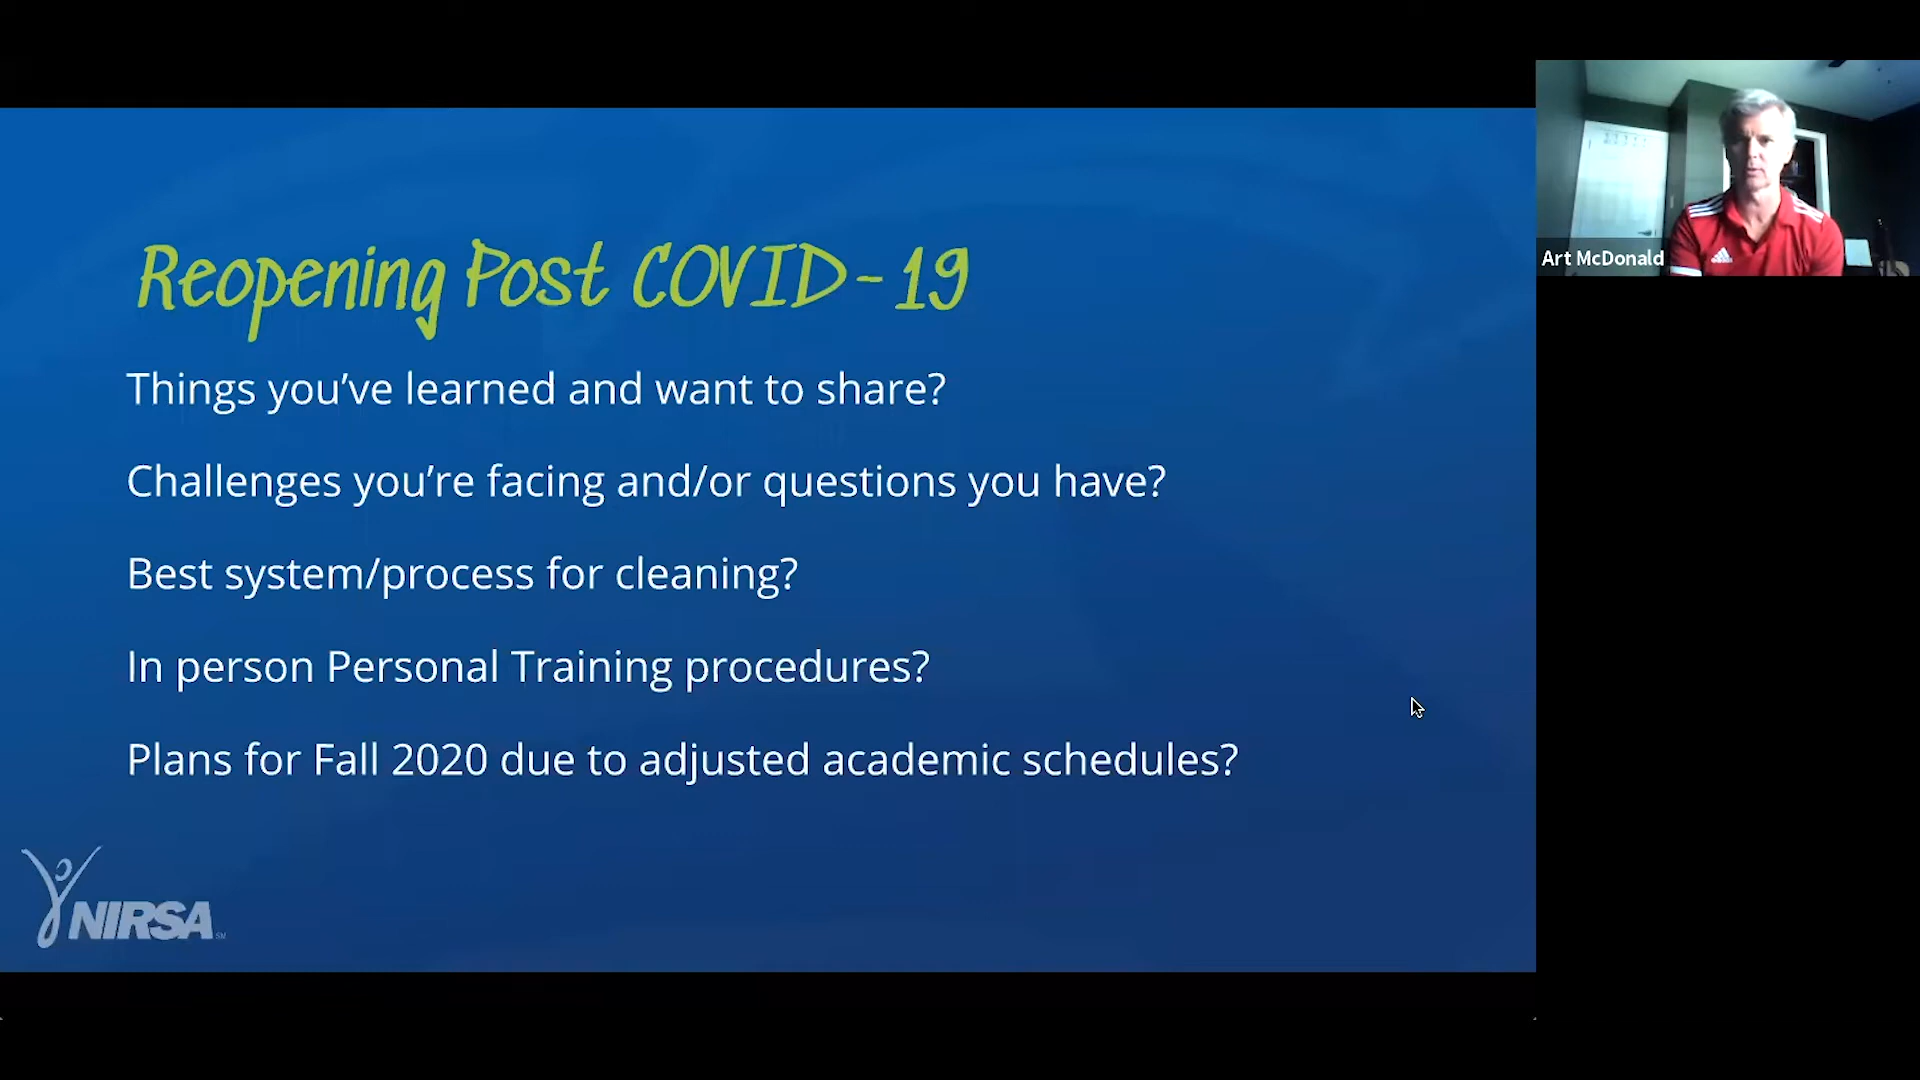 Reopening Post COVID-19
Things you’ve learned and want to share?
Challenges you’re facing and/or questions you have?
Best system/process for cleaning?
In person Personal Training procedures?
Plans for Fall 2020 due to adjusted academic schedules?
NIRSA
Art McDonald